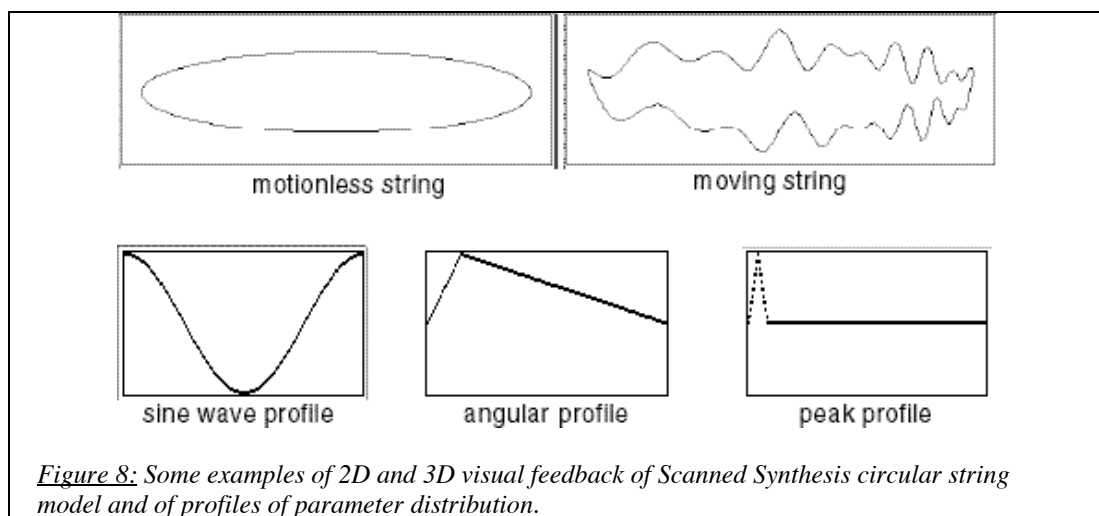 motionless string
moving string
sine wave profile
angular profile
peak profile
Figure 8: Some examples of 2D and 3D visual feedback of Scanned Synthesis circular string
model and of profiles of parameter distribution.